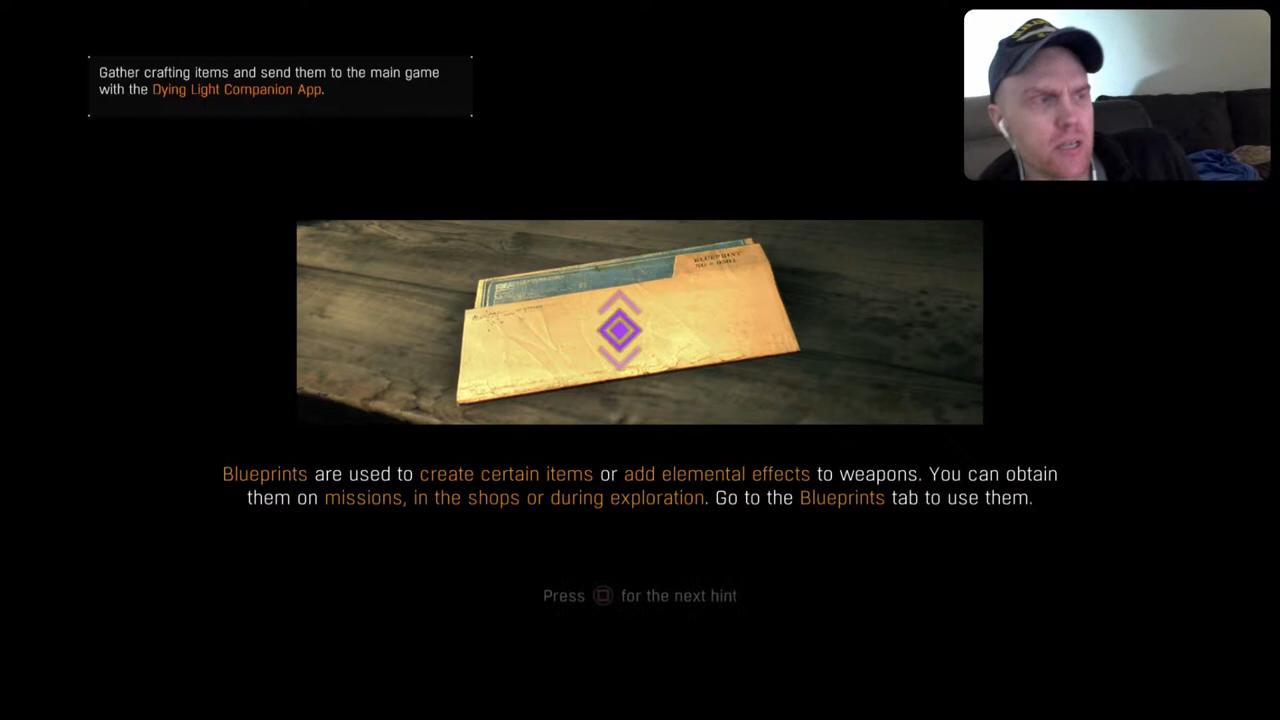 Gather crafting items and send them to the main game
with the Dying Light Companion App.
BLUEPRINT
Blueprints are used to create certain items or add elemental effects to weapons. You can obtain
them on missions, in the shops or during exploration. Go to the Blueprints tab to use them.
Press for the next hint